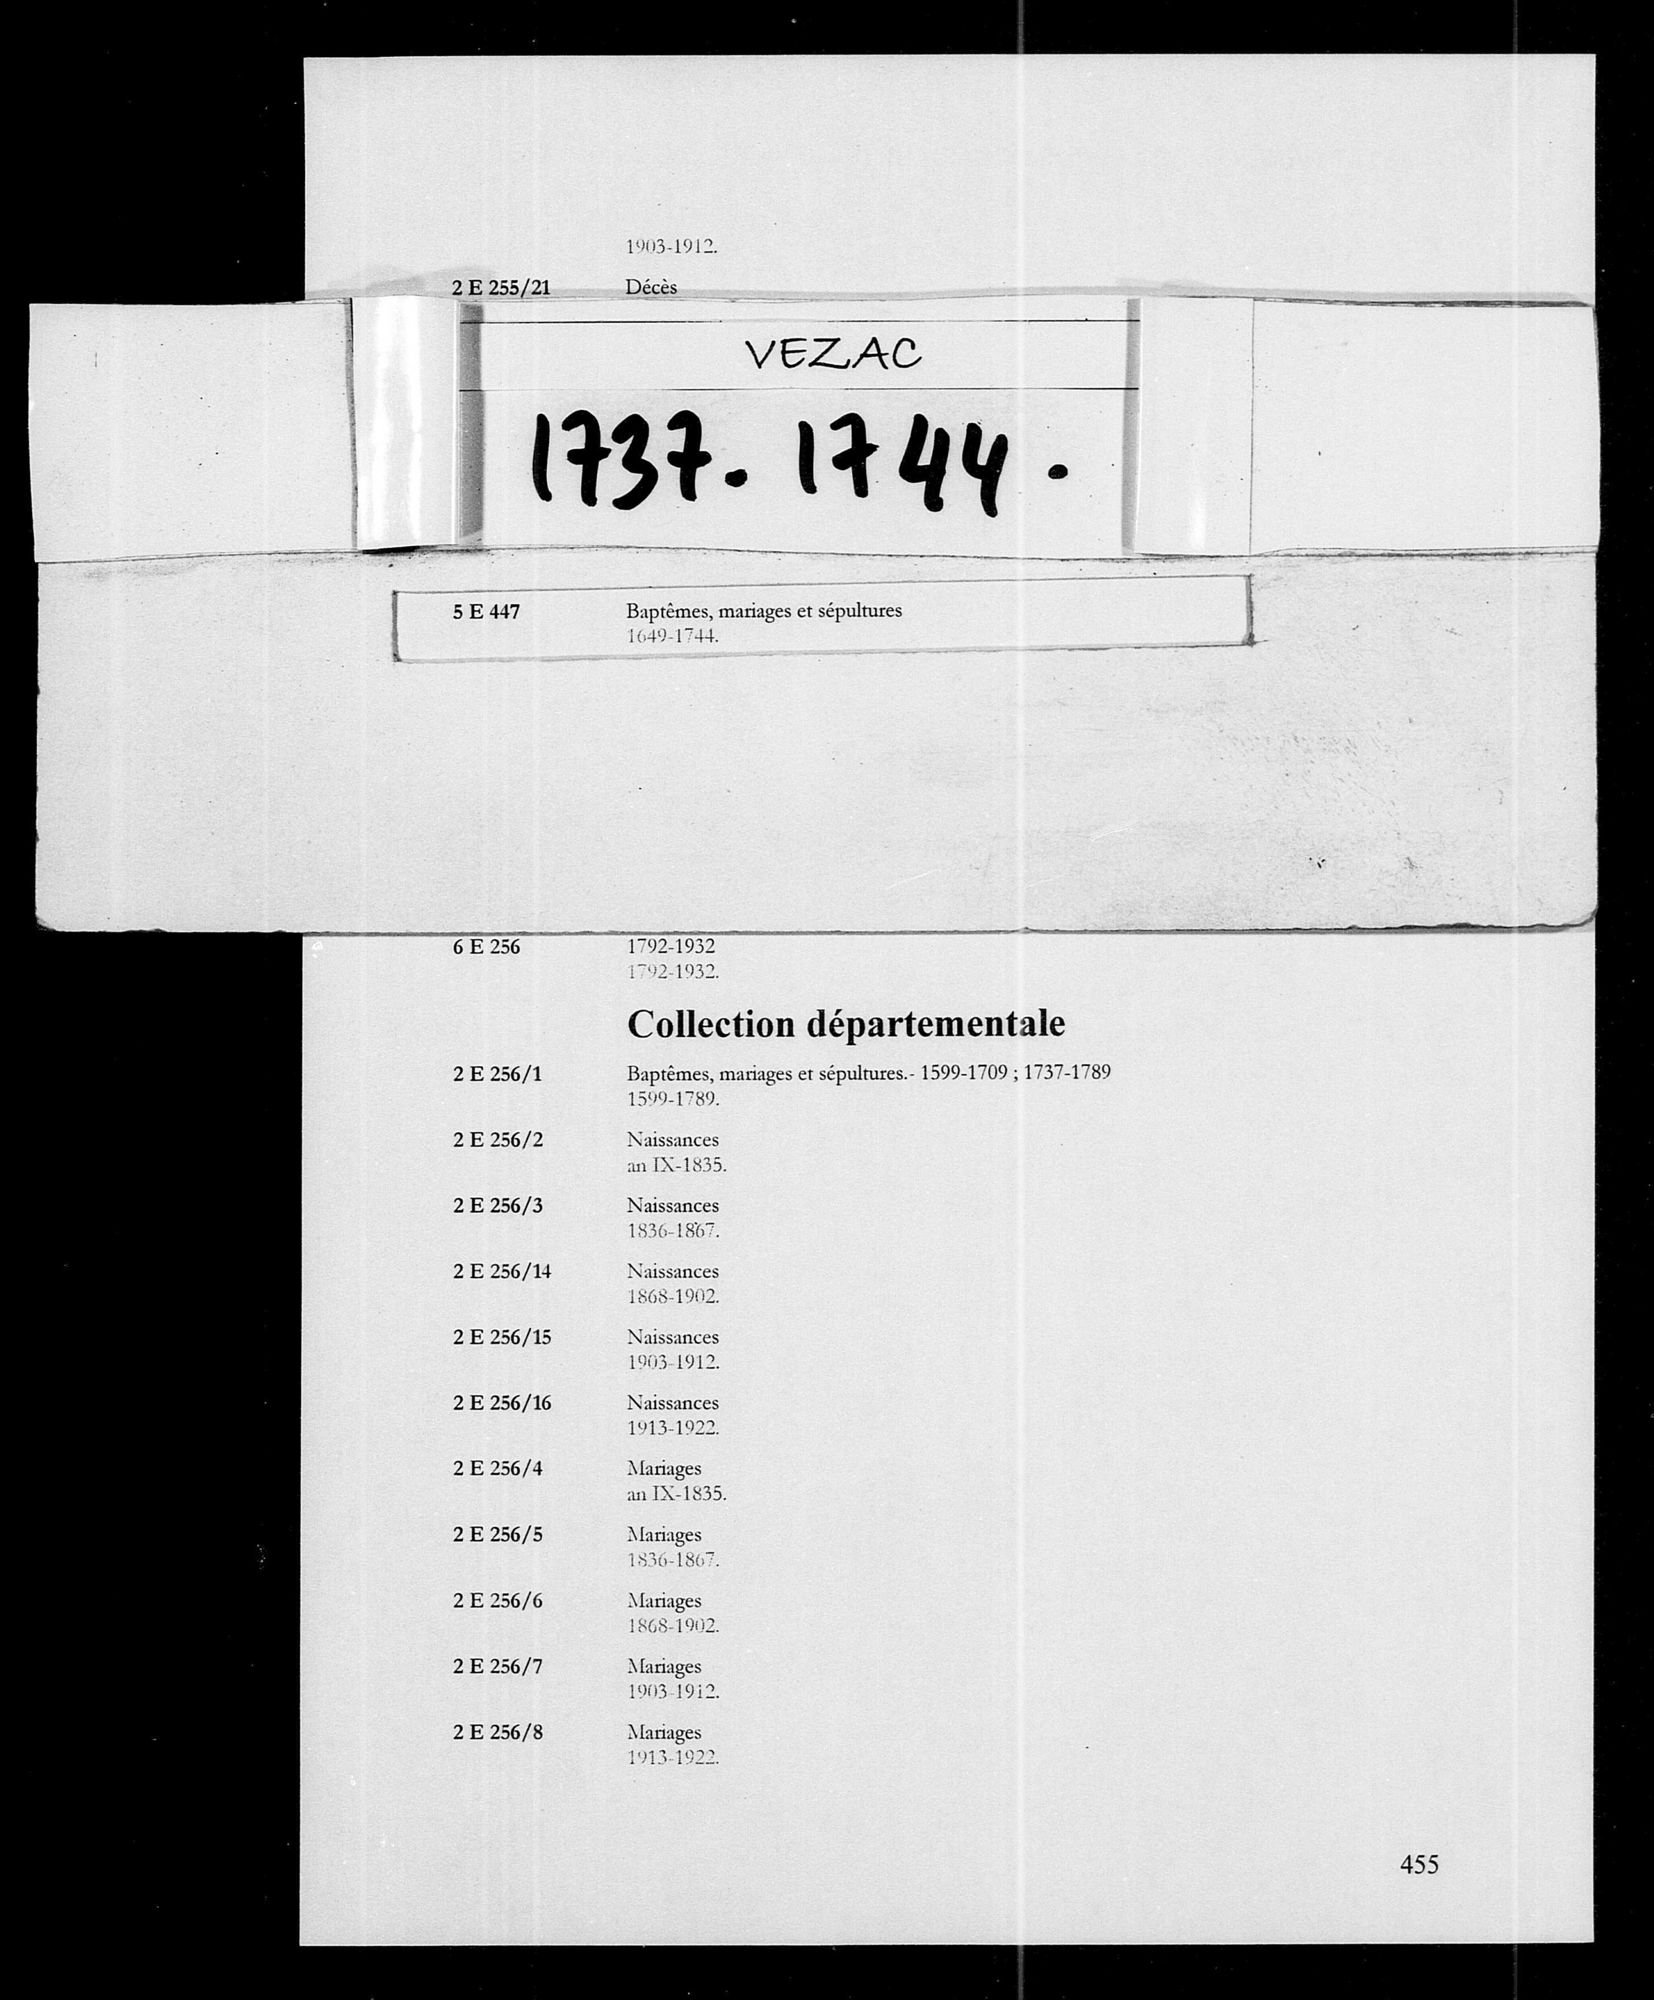 1903-1912.
2 E 255/21 Décès
VEZAC
1737. 1744.
5 E 447 Baptêmes, mariages et sépultures
1649-1744.
6 E 256 1792-1932
1792-1932.
Collection départementale
2 E 256/1 Baptêmes, mariages et sépultures.- 1599-1709 ; 1737-1789
1599-1789.
2 E 256/2 Naissances
an IX-1835.
2 E 256/3 Naissances
1836-1867.
2 E 256/14 Naissances
1868-1902.
2 E 256/15 Naissances
1903-1912.
2 E 256/16 Naissances
1913-1922.
2 E 256/4 Mariages
an IX-1835.
2 E 256/5 Mariages
1836-1867.
2 E 256/6 Mariages
1868-1902.
2 E 256/7 Mariages
1903-1912.
2 E 256/8 Mariages
1913-1922.
455